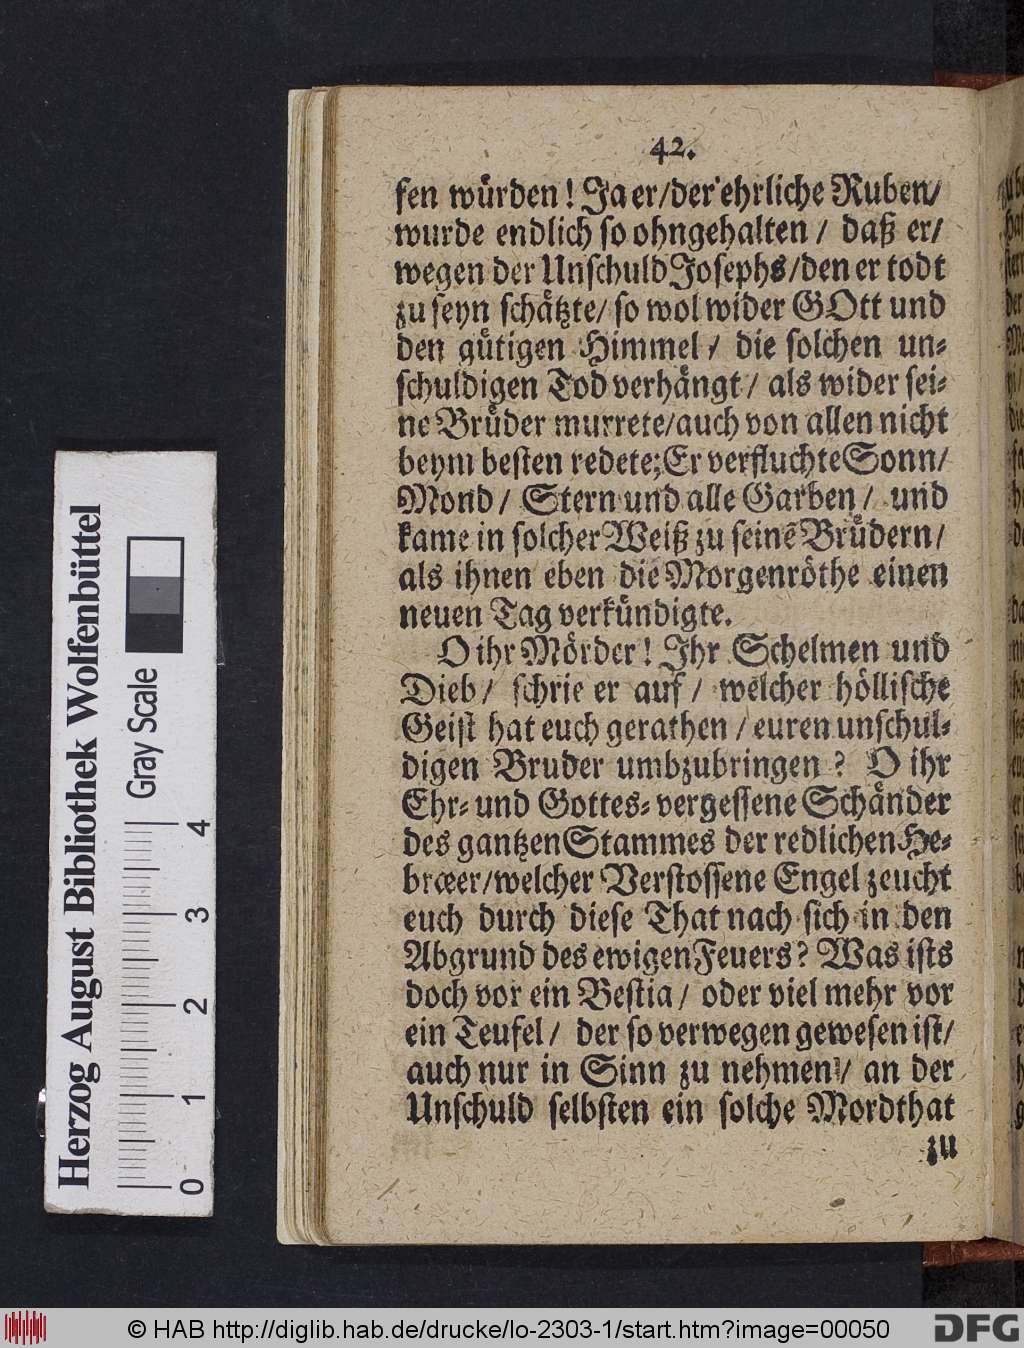 42.
fen würden! Ja er/der ehrliche Ruben/
wurde endlich so ohngehalten / daß er/
wegen der Unschuld Josephs/den er todt
zu seyn schätzte/ so wol wider GOtt und
den gütigen Himmel / die solchen un-
schuldigen Tod verhängt / als wider sei-
ne Brüder murrete/auch von allen nicht
beym besten redete; Er verfluchte Sonn/
Mond / Stern und alle Garben / und
kame in solcher Weiß zu seinẽ Brüdern/
als ihnen eben die Morgenröthe einen
neuen Tag verkündigte.
O ihr Mörder! Ihr Schelmen und
Dieb / schrie er auf / welcher höllische
Geist hat euch gerathen / euren unschul-
digen Bruder umbzubringen ? O ihr
Ehr- und Gottes-vergessene Schänder
des gantzen Stammes der redlichen He-
bræer/welcher Verstossene Engel zeucht
euch durch diese That nach sich in den
Abgrund des ewigen Feuers? Was ists
doch vor ein Bestia / oder viel mehr vor
ein Teufel / der so verwegen gewesen ist/
auch nur in Sinn zu nehmen / an der
Unschuld selbsten ein solche Mordthat
zu
Herzog August Bibliothek Wolfenbüttel
Gray Scale
0 1 2 3 4
© HAB http://diglib.hab.de/drucke/lo-2303-1/start.htm?image=00050
DFG